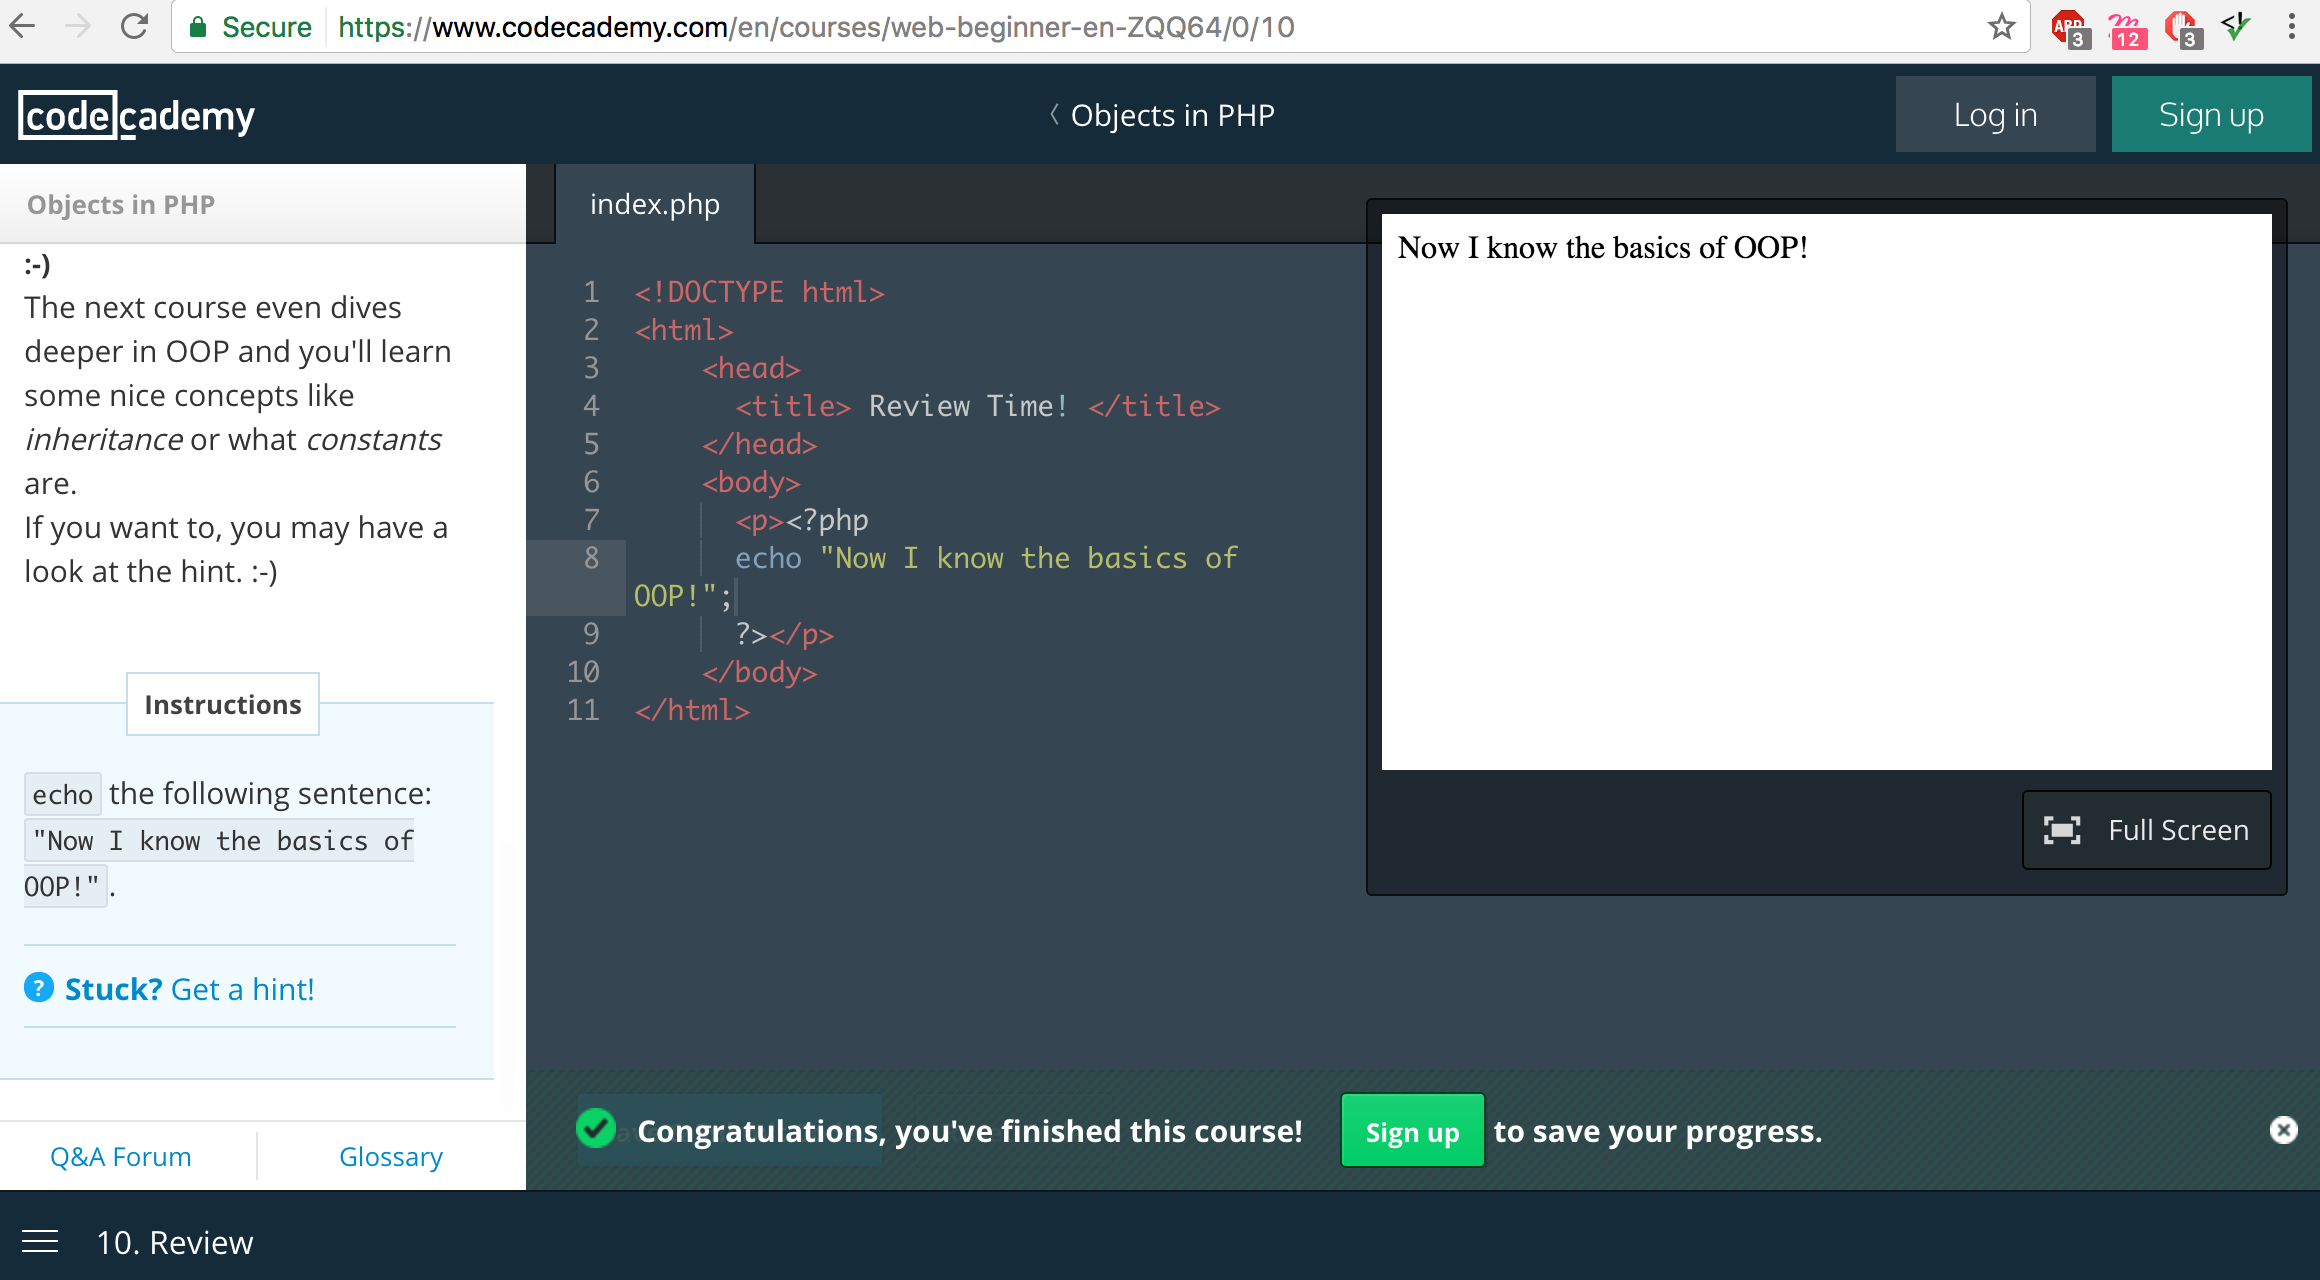 Secure https://www.codecademy.com/en/courses/web-beginner-en-ZQQ64/0/10
ABP 3 12 3
codecademy
Objects in PHP
Log in
Sign up
Objects in PHP
:-)
The next course even dives
deeper in OOP and you'll learn
some nice concepts like
inheritance or what constants
are.
If you want to, you may have a
look at the hint. :-)
Instructions
echo the following sentence:
"Now I know the basics of
OOP!".
? Stuck? Get a hint!
Q&A Forum
Glossary
index.php
1 <!DOCTYPE html>
2 <html>
3 <head>
4 <title> Review Time! </title>
5 </head>
6 <body>
7 <p><?php
8 echo "Now I know the basics of
OOP!";
9 ?></p>
10 </body>
11 </html>
Now I know the basics of OOP!
Full Screen
Congratulations, you've finished this course! Sign up to save your progress.
10. Review